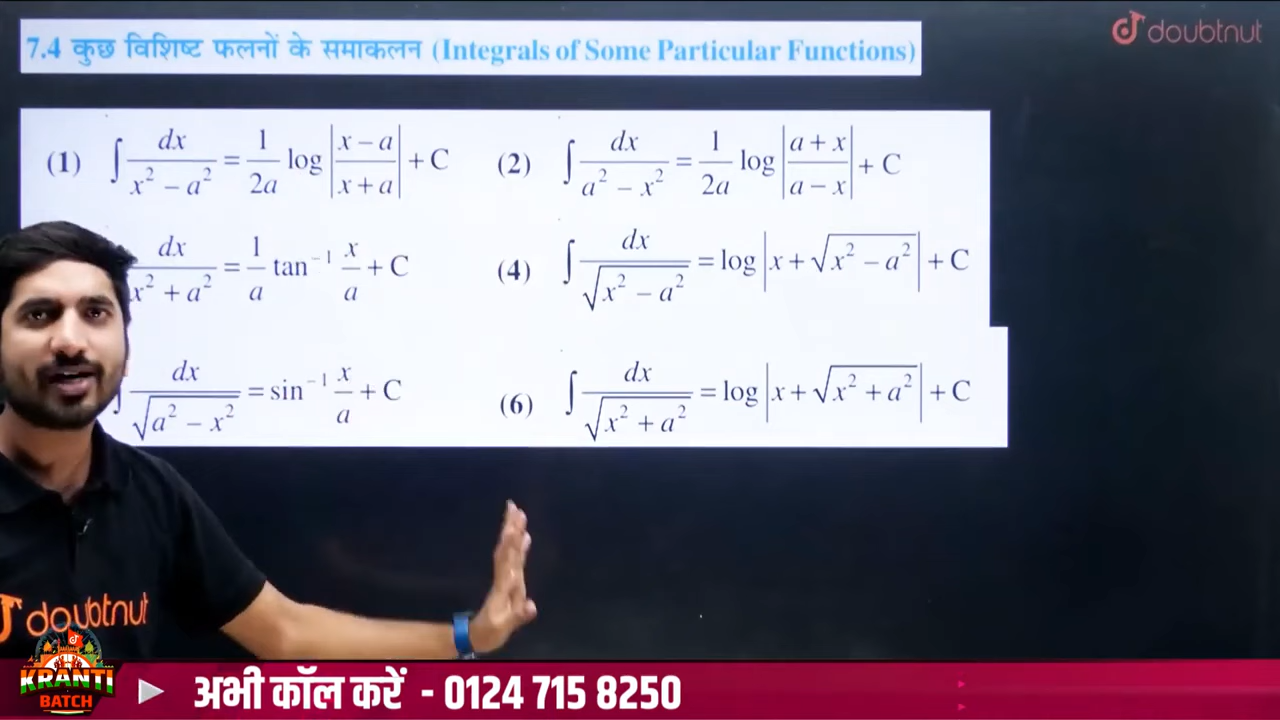 7.4 कुछ विशिष्ट फलनों के समाकलन (Integrals of Some Particular Functions)
doubtnut
(1) ∫ dx / (x² − a²) = 1/2a log |(x − a)/(x + a)| + C (2) ∫ dx / (a² − x²) = 1/2a log |(a + x)/(a − x)| + C
dx / (x² + a²) = 1/a tan⁻¹ x/a + C (4) ∫ dx / √(x² − a²) = log |x + √(x² − a²)| + C
∫ dx / √(a² − x²) = sin⁻¹ x/a + C (6) ∫ dx / √(x² + a²) = log |x + √(x² + a²)| + C
doubtnut
KRANTI
BATCH
अभी कॉल करें - 0124 715 8250